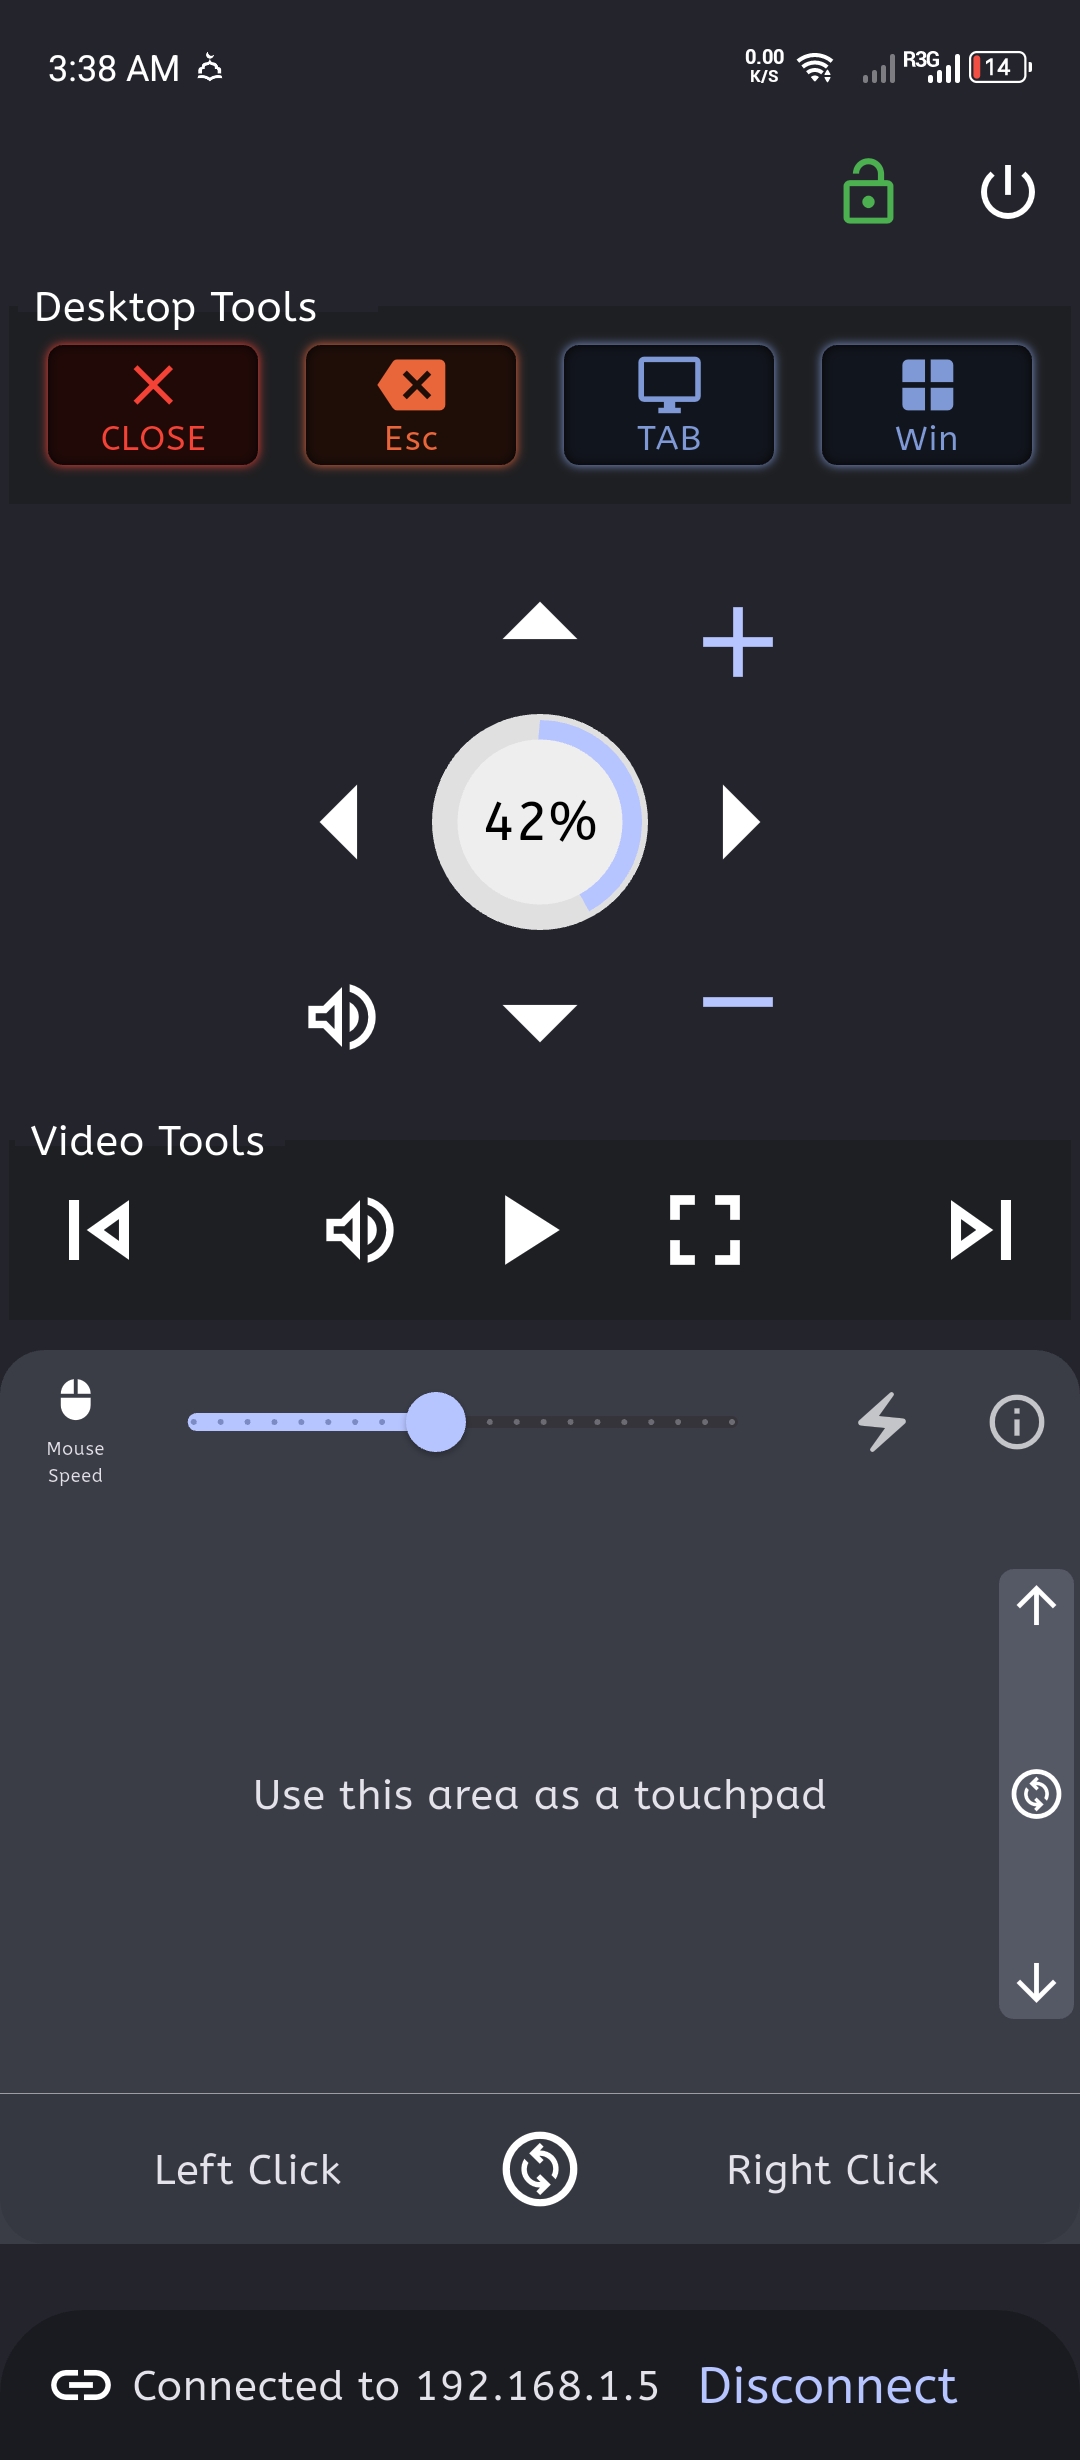 3:38 AM
0.00
K/S
R3G
14
Desktop Tools
CLOSE Esc TAB Win
42%
Video Tools
Mouse
Speed
Use this area as a touchpad
Left Click Right Click
Connected to 192.168.1.5 Disconnect